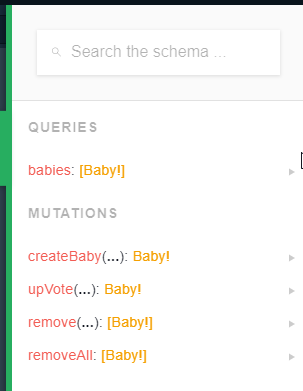 Search the schema ...
QUERIES
babies: [Baby!]
MUTATIONS
createBaby(...): Baby!
upVote(...): Baby!
remove(...): [Baby!]
removeAll: [Baby!]